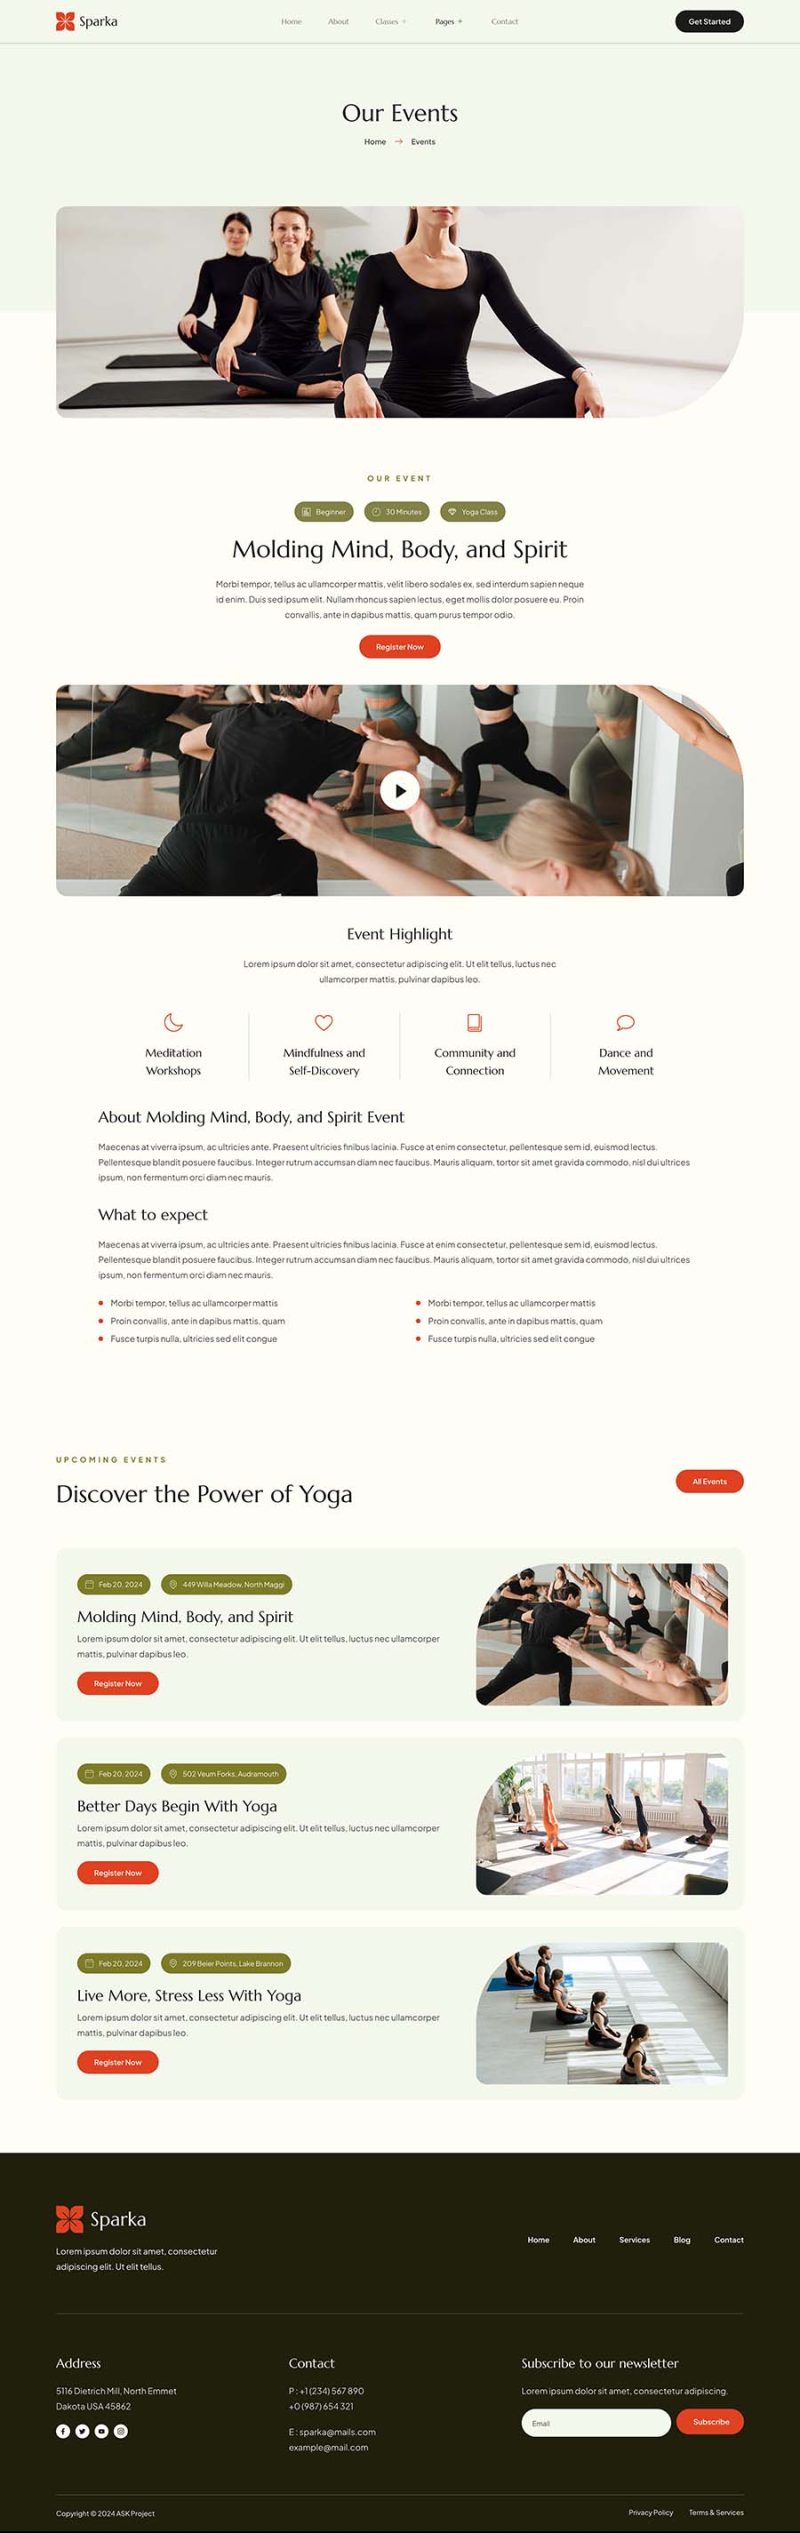 Sparka
Home About Classes + Pages + Contact
Get Started
Our Events
Home → Events
OUR EVENT
Beginner 30 Minutes Yoga Class
Molding Mind, Body, and Spirit
Morbi tempor, tellus ac ullamcorper mattis, velit libero sodales ex, sed interdum sapien neque
id enim. Duis sed ipsum elit. Nullam rhoncus sapien lectus, eget mollis dolor posuere eu. Proin
convallis, ante in dapibus mattis, quam purus tempor odio.
Register Now
Event Highlight
Lorem ipsum dolor sit amet, consectetur adipiscing elit. Ut elit tellus, luctus nec
ullamcorper mattis, pulvinar dapibus leo.
Meditation
Workshops
Mindfulness and
Self-Discovery
Community and
Connection
Dance and
Movement
About Molding Mind, Body, and Spirit Event
Maecenas at viverra ipsum, ac ultricies ante. Praesent ultricies finibus lacinia. Fusce at enim consectetur, pellentesque sem id, euismod lectus.
Pellentesque blandit posuere faucibus. Integer rutrum accumsan diam nec faucibus. Mauris aliquam, tortor sit amet gravida commodo, nisl dui ultrices
ipsum, non fermentum orci diam nec mauris.
What to expect
Maecenas at viverra ipsum, ac ultricies ante. Praesent ultricies finibus lacinia. Fusce at enim consectetur, pellentesque sem id, euismod lectus.
Pellentesque blandit posuere faucibus. Integer rutrum accumsan diam nec faucibus. Mauris aliquam, tortor sit amet gravida commodo, nisl dui ultrices
ipsum, non fermentum orci diam nec mauris.
Morbi tempor, tellus ac ullamcorper mattis
Proin convallis, ante in dapibus mattis, quam
Fusce turpis nulla, ultricies sed elit congue
Morbi tempor, tellus ac ullamcorper mattis
Proin convallis, ante in dapibus mattis, quam
Fusce turpis nulla, ultricies sed elit congue
UPCOMING EVENTS
Discover the Power of Yoga
All Events
Feb 20, 2024 449 Willa Meadow, North Maggi
Molding Mind, Body, and Spirit
Lorem ipsum dolor sit amet, consectetur adipiscing elit. Ut elit tellus, luctus nec ullamcorper
mattis, pulvinar dapibus leo.
Register Now
Feb 20, 2024 502 Veum Forks, Audramouth
Better Days Begin With Yoga
Lorem ipsum dolor sit amet, consectetur adipiscing elit. Ut elit tellus, luctus nec ullamcorper
mattis, pulvinar dapibus leo.
Register Now
Feb 20, 2024 209 Beier Points, Lake Brannon
Live More, Stress Less With Yoga
Lorem ipsum dolor sit amet, consectetur adipiscing elit. Ut elit tellus, luctus nec ullamcorper
mattis, pulvinar dapibus leo.
Register Now
Sparka
Lorem ipsum dolor sit amet, consectetur
adipiscing elit. Ut elit tellus.
Home About Services Blog Contact
Address
5116 Dietrich Mill, North Emmet
Dakota USA 45862
Contact
P : +1 (234) 567 890
+0 (987) 654 321
E : sparka@mails.com
example@mail.com
Subscribe to our newsletter
Lorem ipsum dolor sit amet, consectetur adipiscing.
Email
Subscribe
Copyright © 2024 ASK Project
Privacy Policy Terms & Services